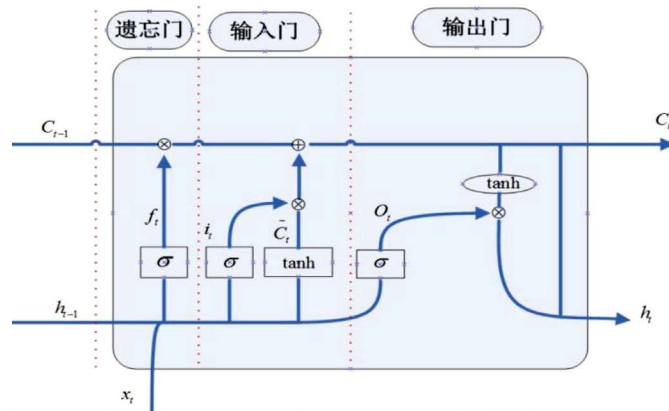 遗忘门 输入门 输出门
C_{t-1} C_t
tanh
f_t i_t C̄_t O_t
σ σ tanh σ
h_{t-1} h_t
x_t